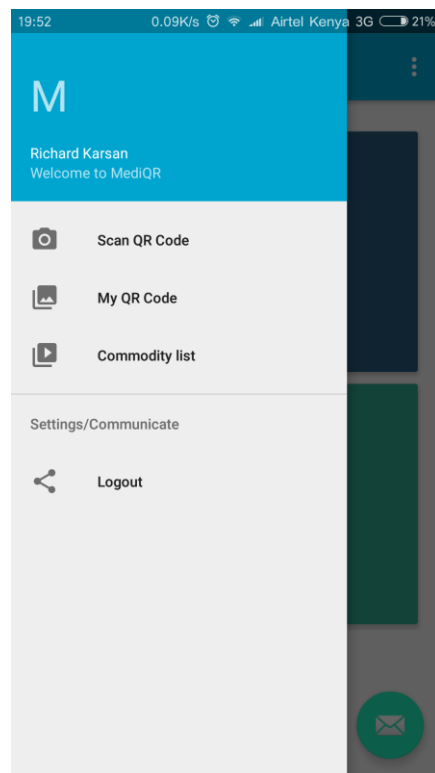 19:52 0.09K/s Airtel Kenya 3G 21%
M
Richard Karsan
Welcome to MediQR
Scan QR Code
My QR Code
Commodity list
Settings/Communicate
Logout